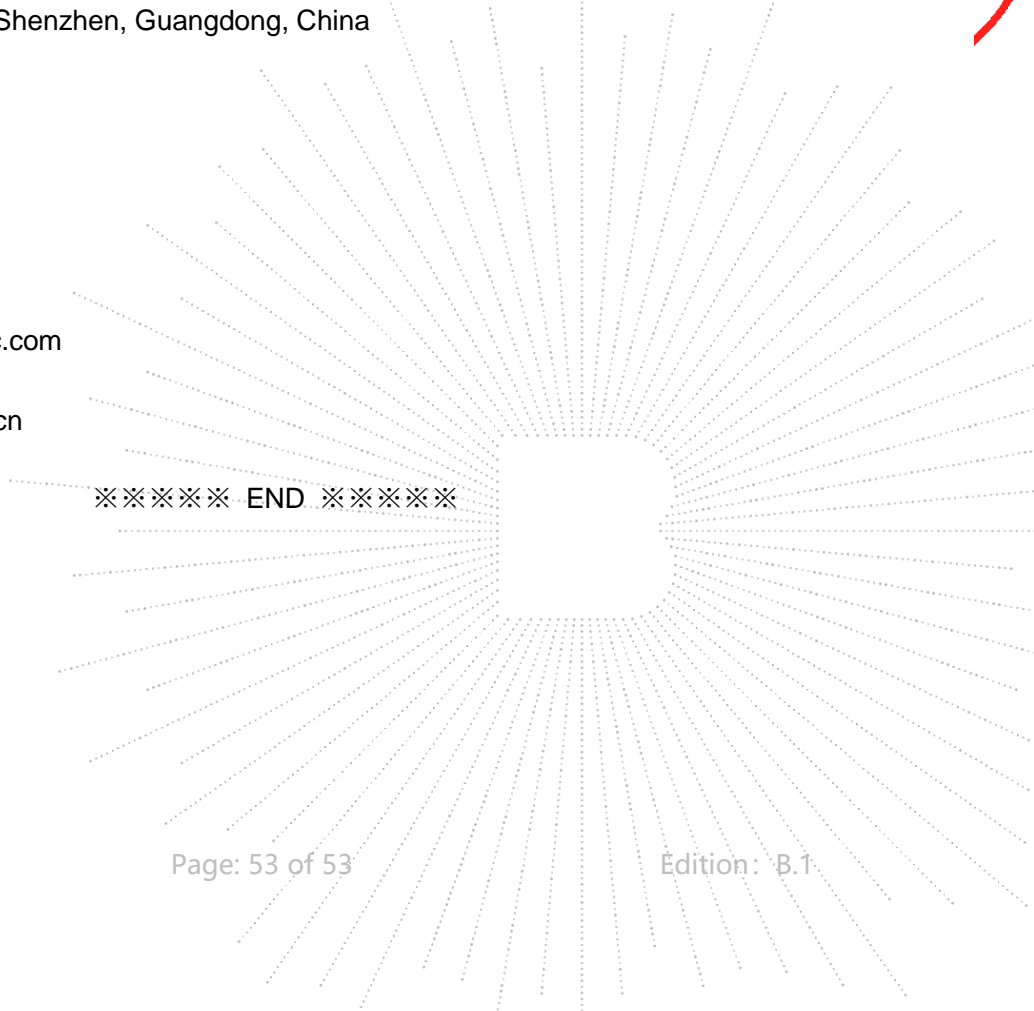 Shenzhen, Guangdong, China
.com
cn
※※※※※ END ※※※※※
Page: 53 of 53 Edition： B.1